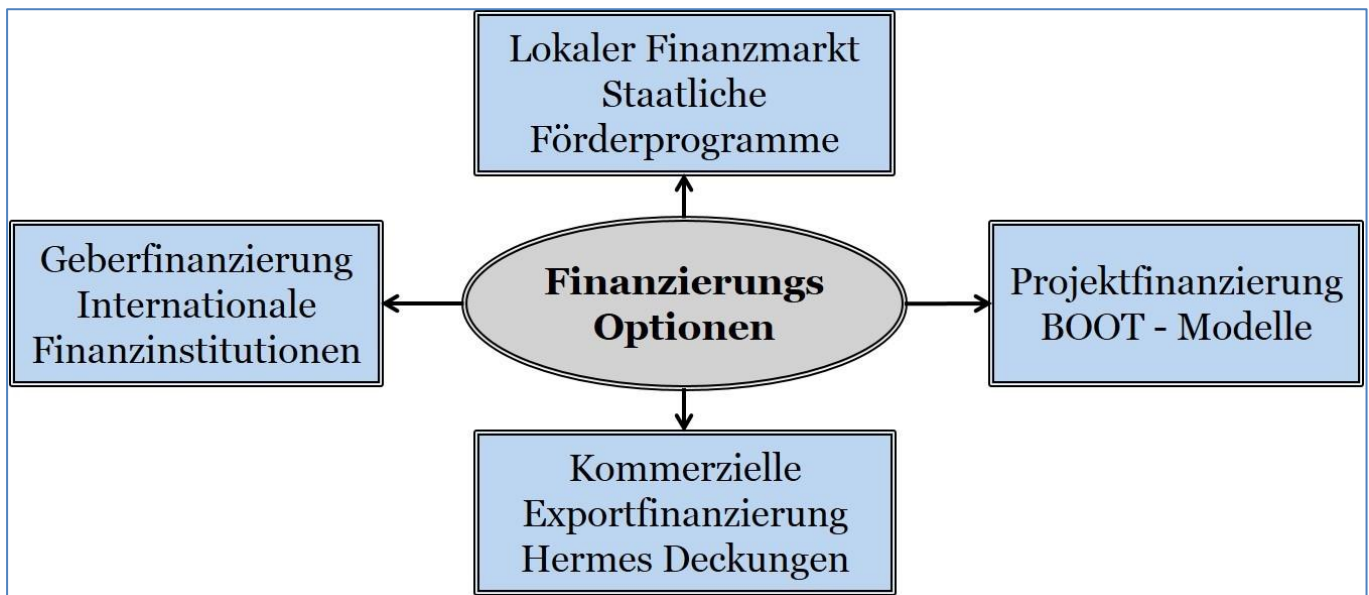 Lokaler Finanzmarkt
Staatliche
Förderprogramme
Geberfinanzierung
Internationale
Finanzinstitutionen
Finanzierungs
Optionen
Projektfinanzierung
BOOT - Modelle
Kommerzielle
Exportfinanzierung
Hermes Deckungen